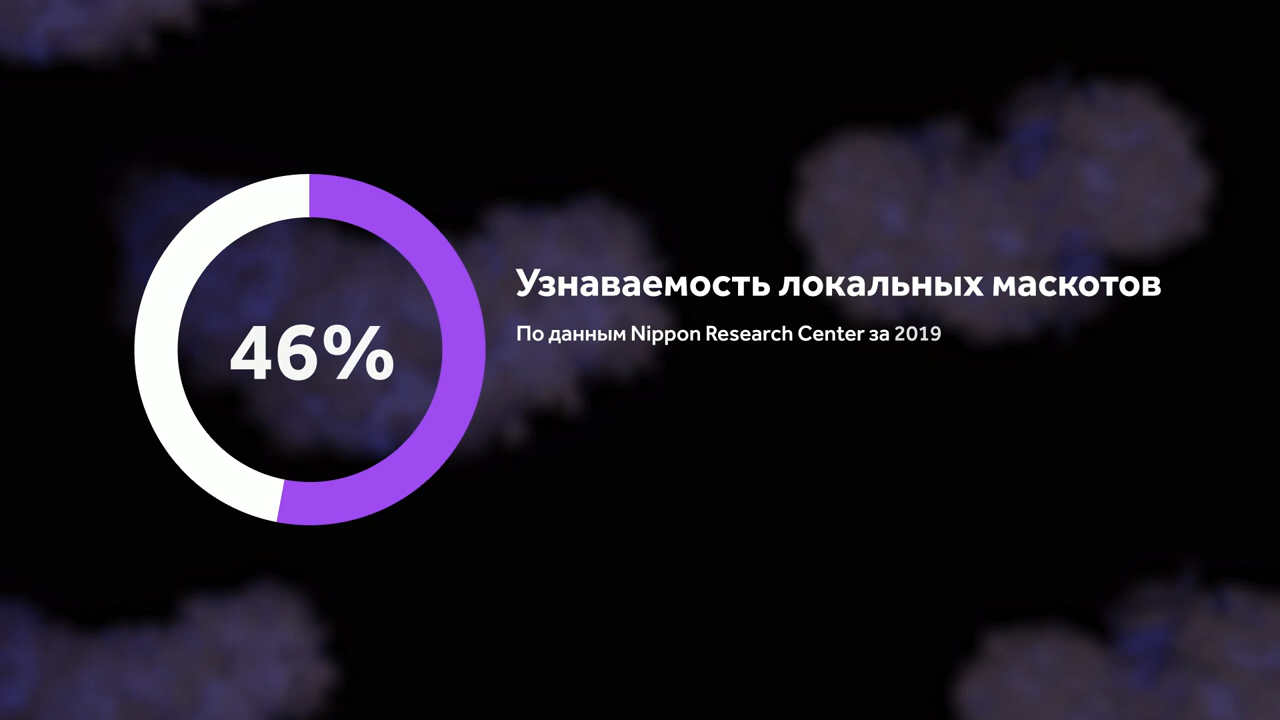 46%
Узнаваемость локальных маскотов
По данным Nippon Research Center за 2019